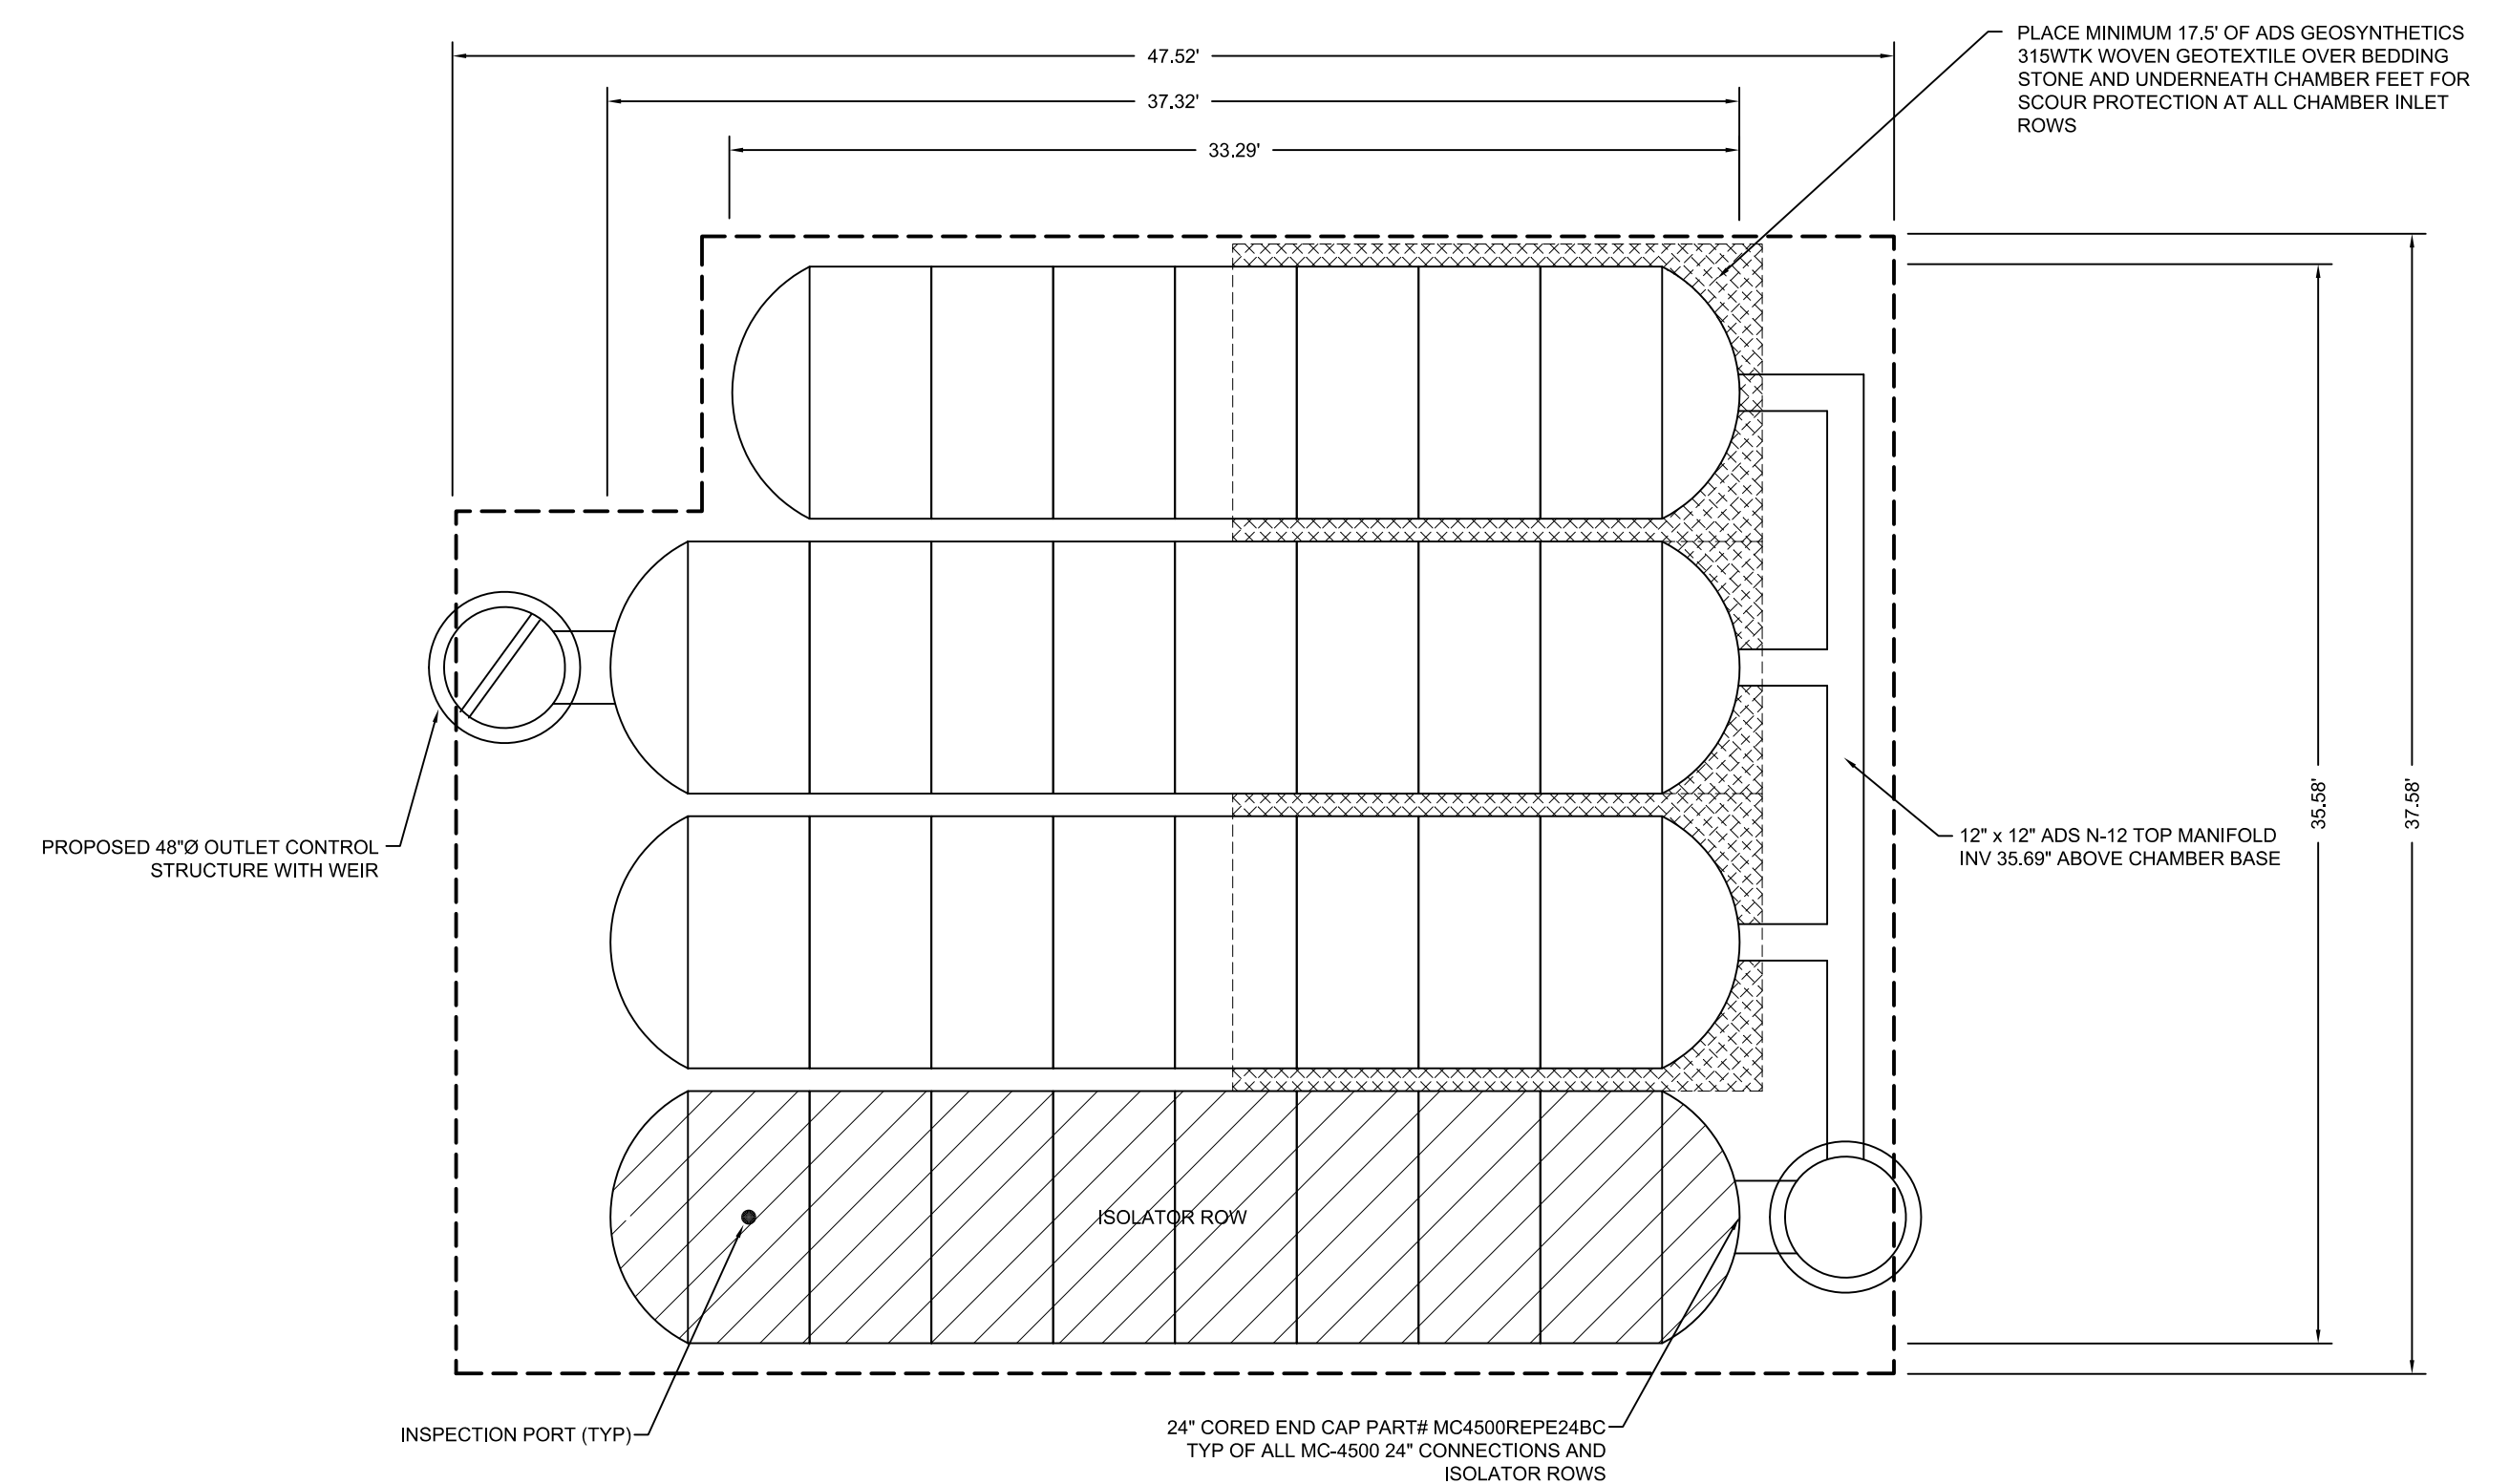 PLACE MINIMUM 17.5' OF ADS GEOSYNTHETICS
315WTK WOVEN GEOTEXTILE OVER BEDDING
STONE AND UNDERNEATH CHAMBER FEET FOR
SCOUR PROTECTION AT ALL CHAMBER INLET
ROWS
47.52'
37.32'
33.29'
35.58'
37.58'
12" x 12" ADS N-12 TOP MANIFOLD
INV 35.69" ABOVE CHAMBER BASE
PROPOSED 48"Ø OUTLET CONTROL
STRUCTURE WITH WEIR
ISOLATOR ROW
INSPECTION PORT (TYP)
24" CORED END CAP PART# MC4500REPE24BC
TYP OF ALL MC-4500 24" CONNECTIONS AND
ISOLATOR ROWS